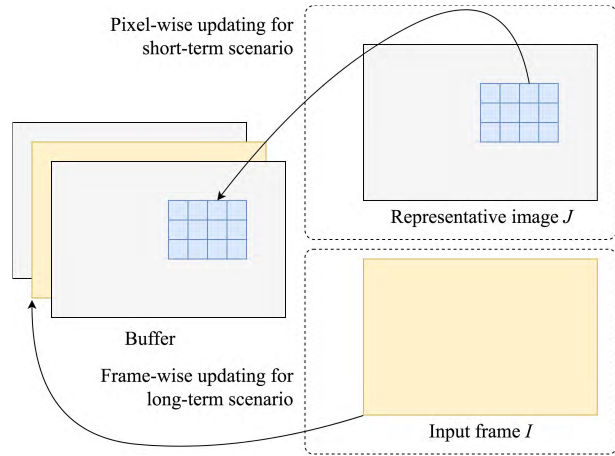 Pixel-wise updating for
short-term scenario
Representative image J
Buffer
Frame-wise updating for
long-term scenario
Input frame I